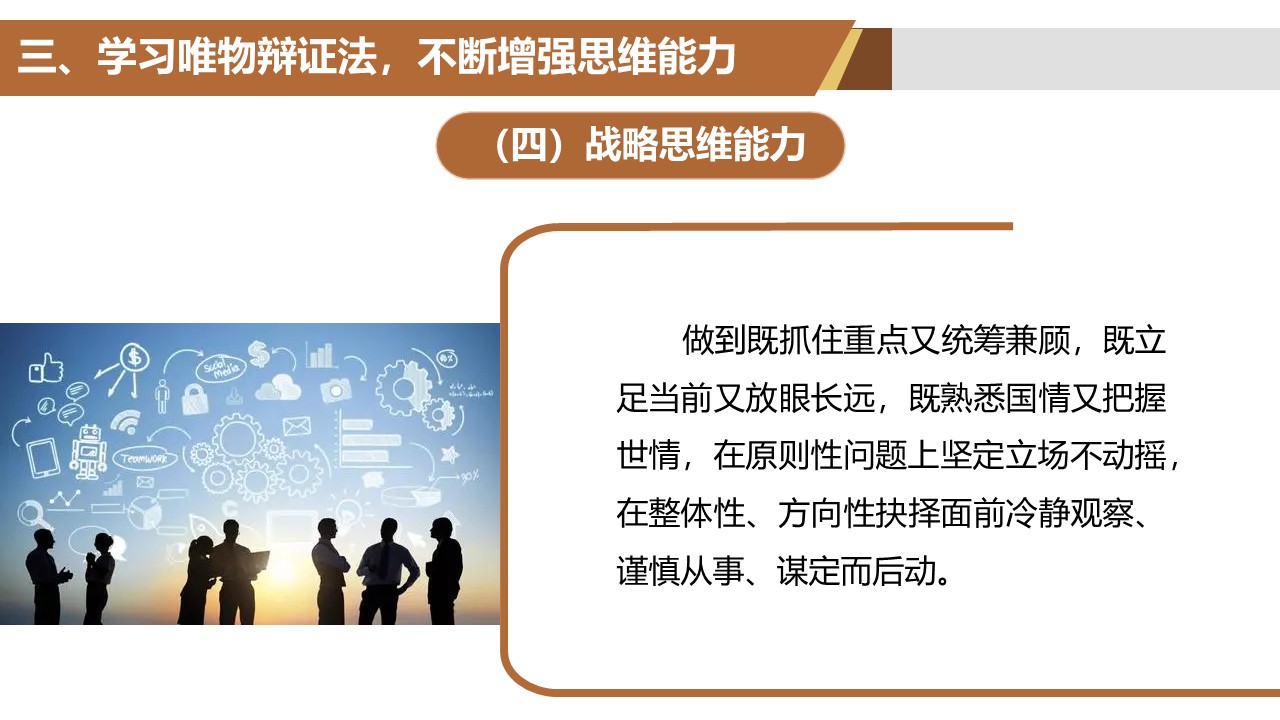 三、学习唯物辩证法，不断增强思维能力
（四）战略思维能力
做到既抓住重点又统筹兼顾，既立
足当前又放眼长远，既熟悉国情又把握
世情，在原则性问题上坚定立场不动摇，
在整体性、方向性抉择面前冷静观察、
谨慎从事、谋定而后动。
Social
Media
Teamwork
90%